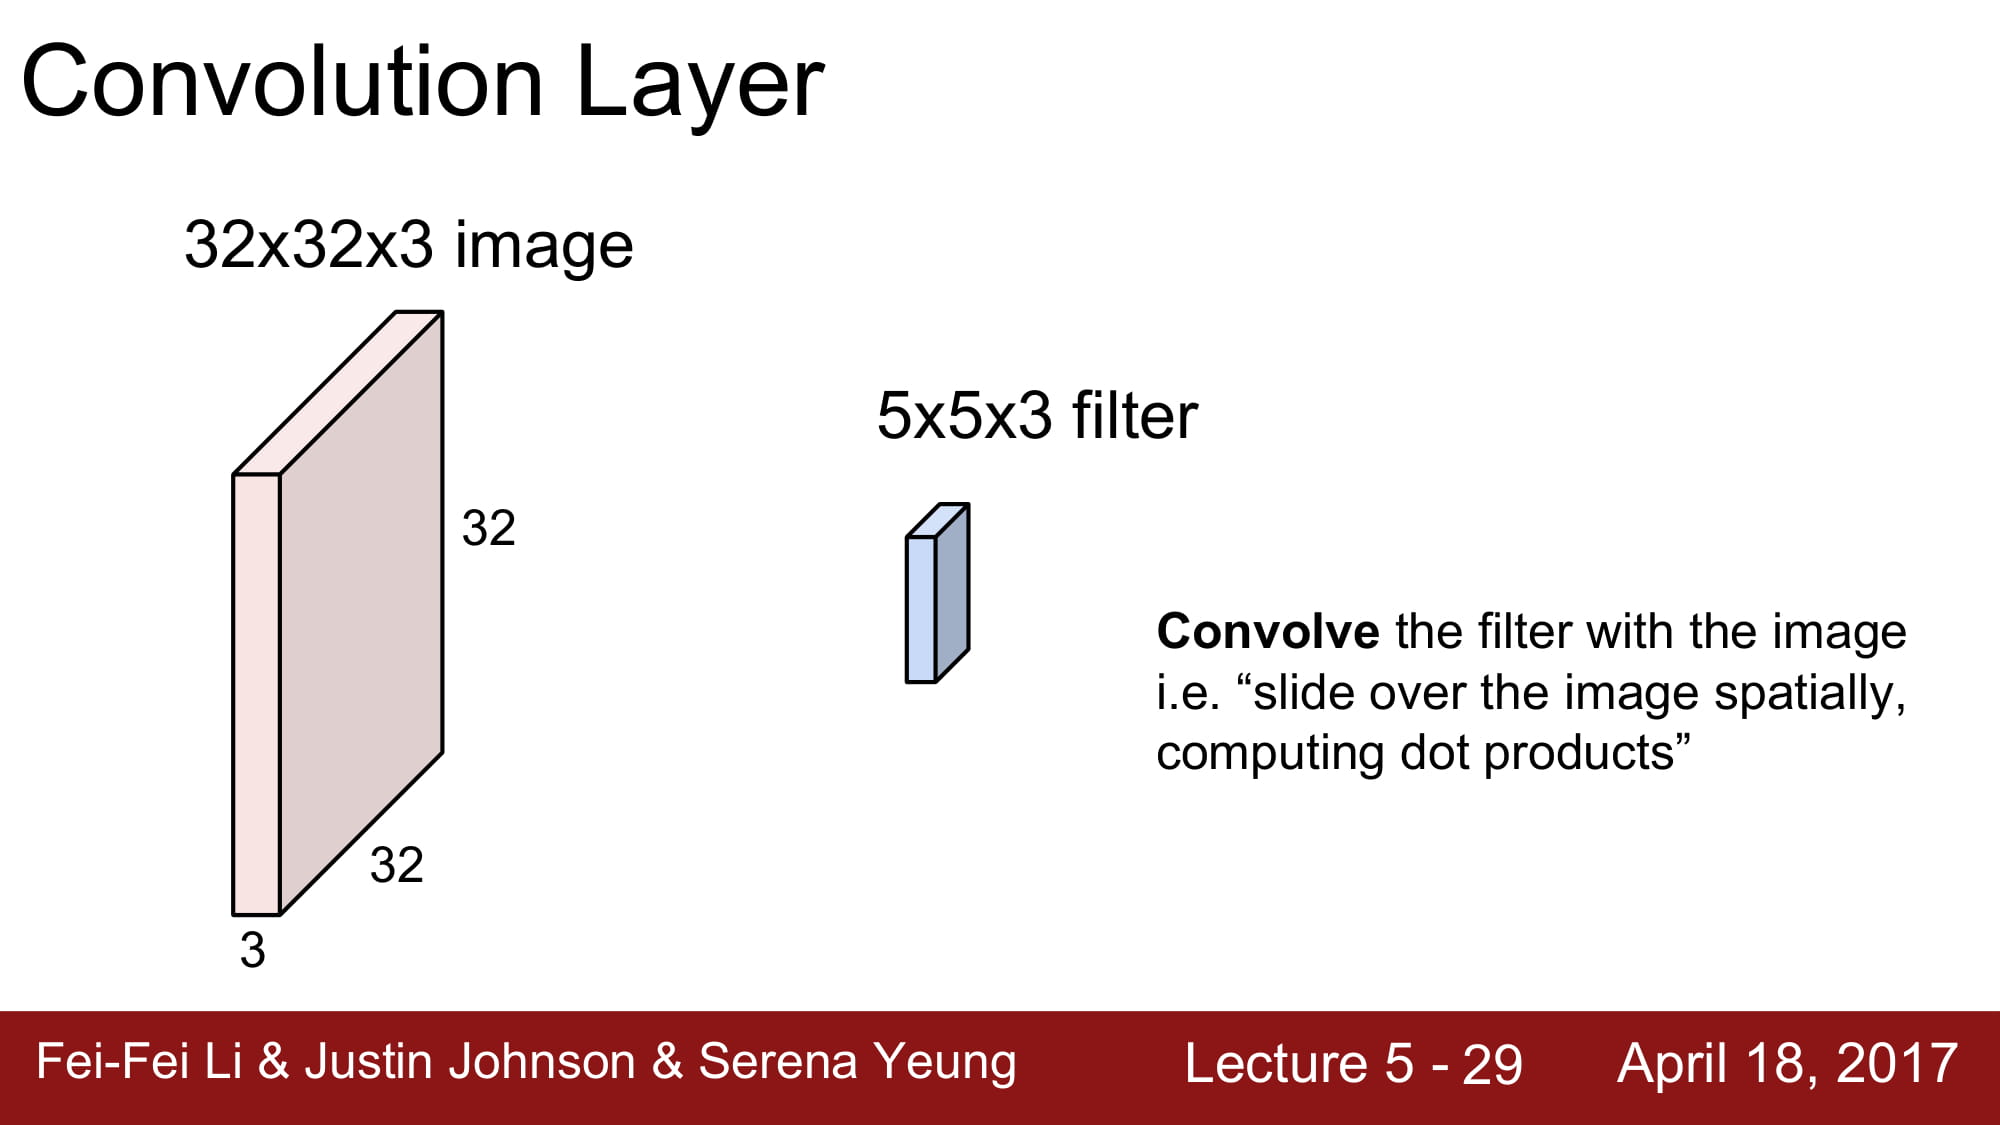 Convolution Layer
32x32x3 image
5x5x3 filter
32
Convolve the filter with the image
i.e. “slide over the image spatially,
computing dot products”
32
3
Fei-Fei Li & Justin Johnson & Serena Yeung
Lecture 5 - 29
April 18, 2017